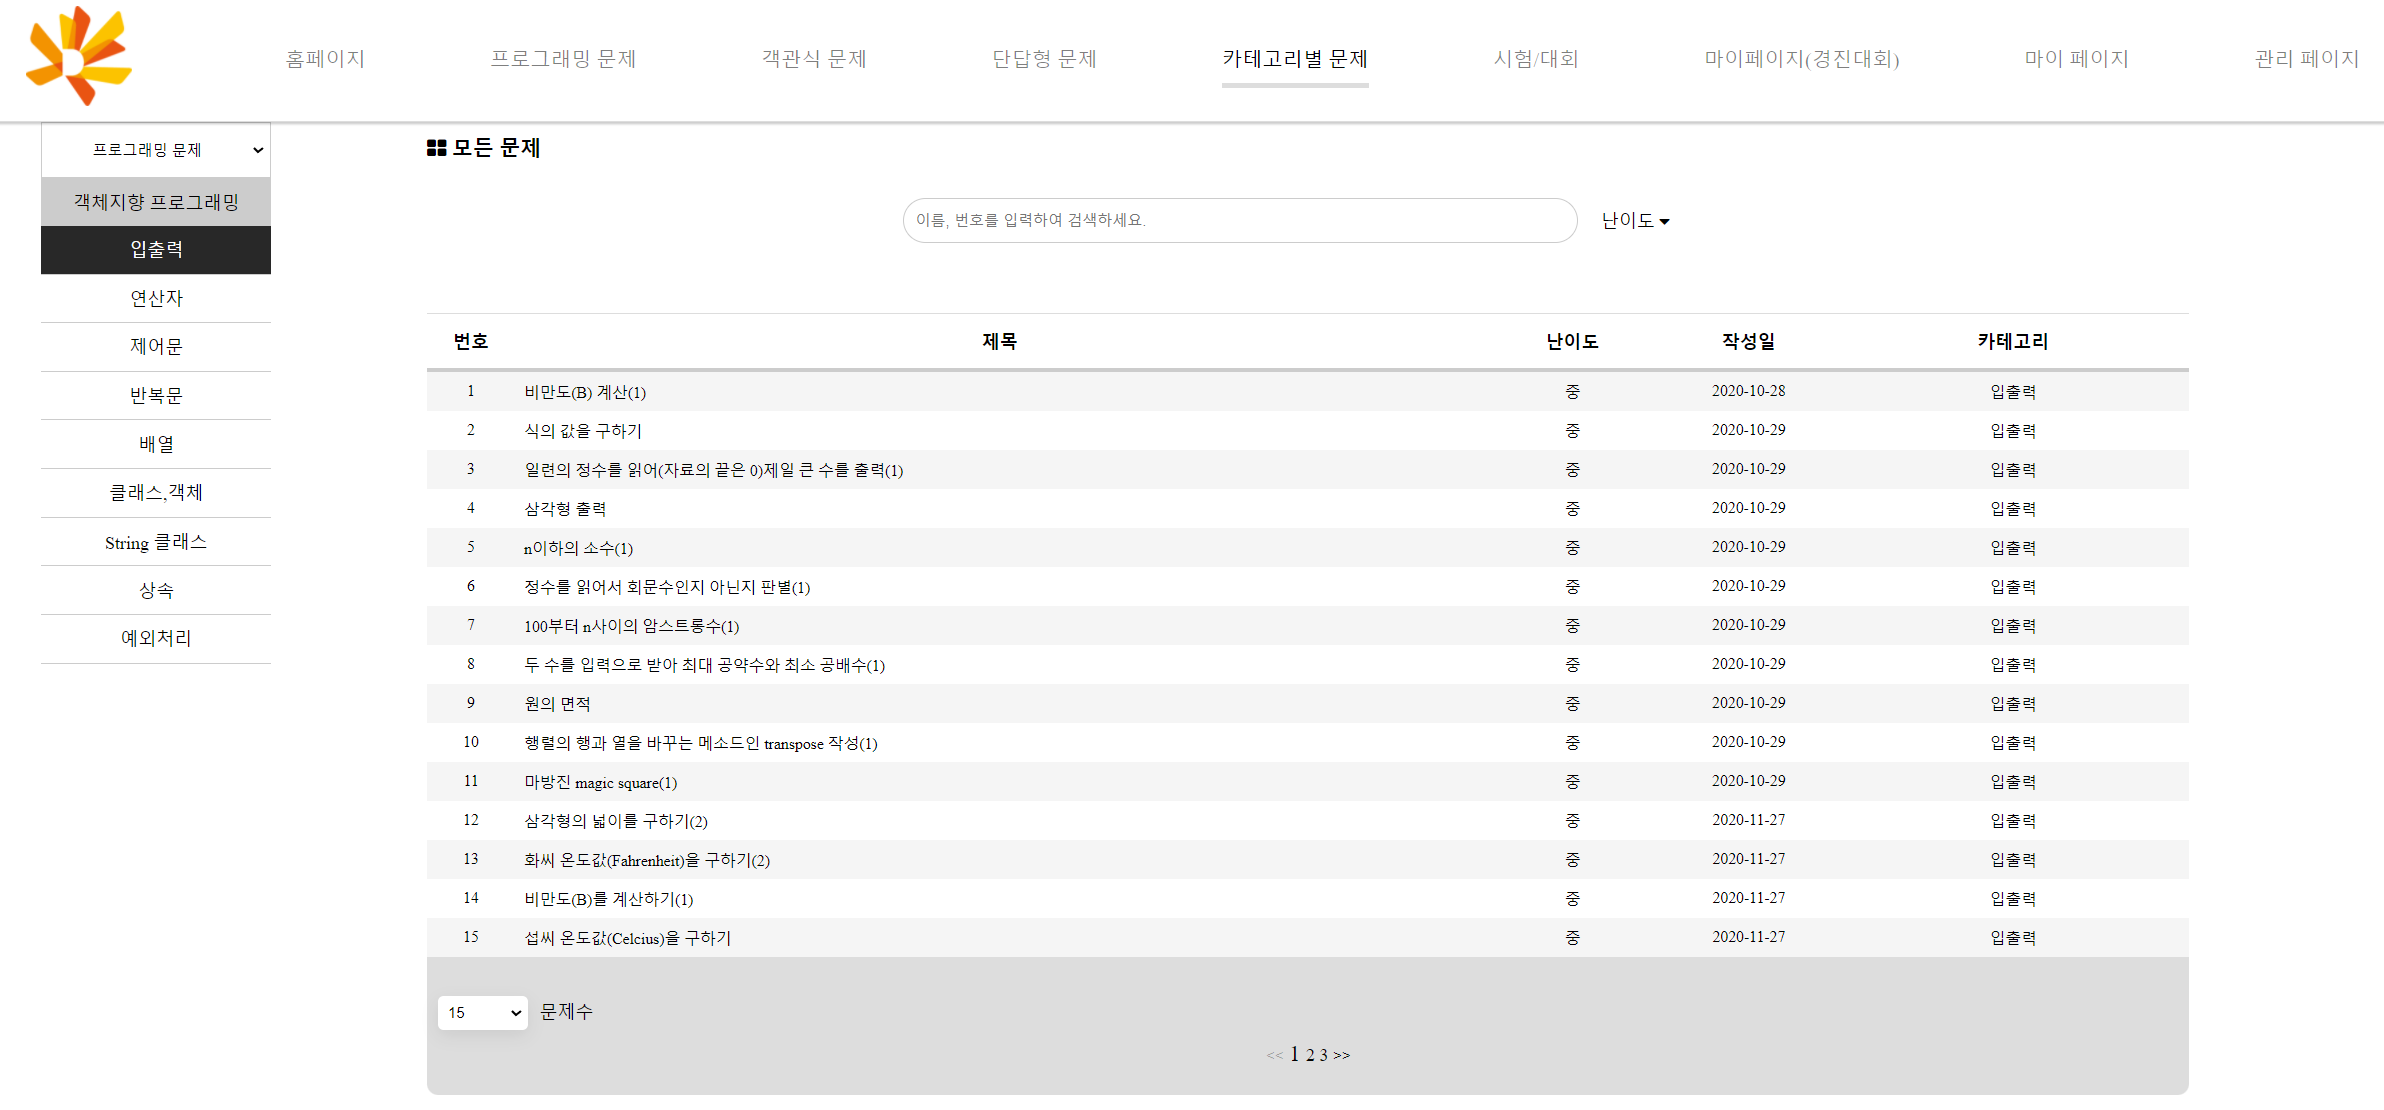 홈페이지 프로그래밍 문제 객관식 문제 단답형 문제 카테고리별 문제 시험/대회 마이페이지(경진대회) 마이 페이지 관리 페이지
프로그래밍 문제
객체지향 프로그래밍
입출력
연산자
제어문
반복문
배열
클래스,객체
String 클래스
상속
예외처리
모든 문제
이름, 번호를 입력하여 검색하세요. 난이도
번호 제목 난이도 작성일 카테고리
1 비만도(B) 계산(1) 중 2020-10-28 입출력
2 식의 값을 구하기 중 2020-10-29 입출력
3 일련의 정수를 읽어(자료의 끝은 0)제일 큰 수를 출력(1) 중 2020-10-29 입출력
4 삼각형 출력 중 2020-10-29 입출력
5 n이하의 소수(1) 중 2020-10-29 입출력
6 정수를 읽어서 회문수인지 아닌지 판별(1) 중 2020-10-29 입출력
7 100부터 n사이의 암스트롱수(1) 중 2020-10-29 입출력
8 두 수를 입력으로 받아 최대 공약수와 최소 공배수(1) 중 2020-10-29 입출력
9 원의 면적 중 2020-10-29 입출력
10 행렬의 행과 열을 바꾸는 메소드인 transpose 작성(1) 중 2020-10-29 입출력
11 마방진 magic square(1) 중 2020-10-29 입출력
12 삼각형의 넓이를 구하기(2) 중 2020-11-27 입출력
13 화씨 온도값(Fahrenheit)을 구하기(2) 중 2020-11-27 입출력
14 비만도(B)를 계산하기(1) 중 2020-11-27 입출력
15 섭씨 온도값(Celcius)을 구하기 중 2020-11-27 입출력
15 문제수
<< 1 2 3 >>